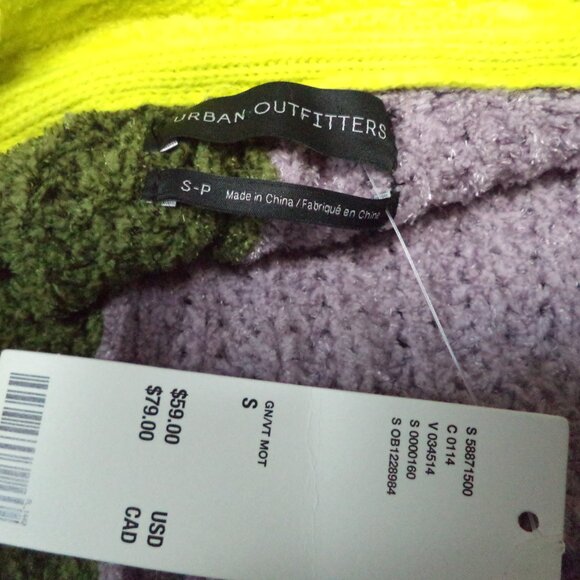 URBAN OUTFITTERS
S-P Made in China / Fabriqué en Chine
S 58871500
C 0114
V 034514
S 0000160
S OB1228984
GN/VT MOT
S
$59.00 USD
$79.00 CAD